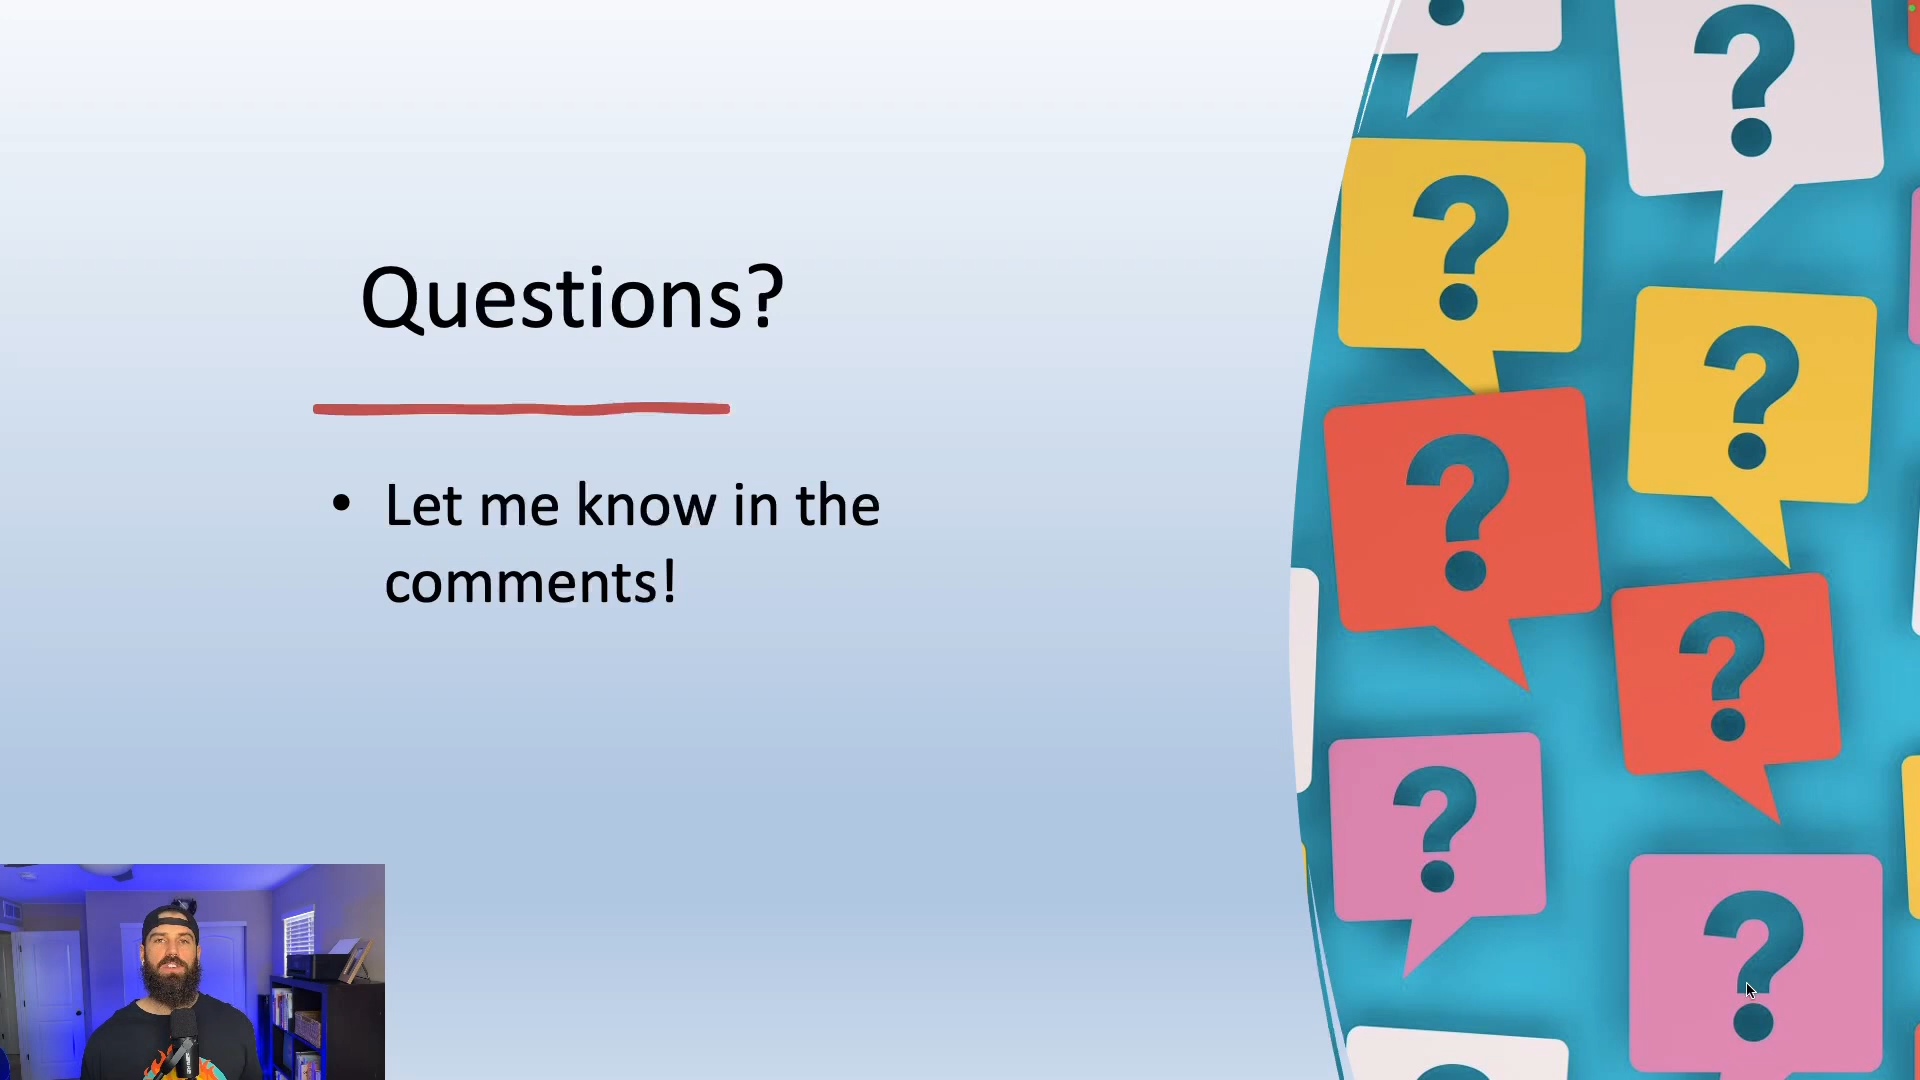 Questions?
• Let me know in the
comments!